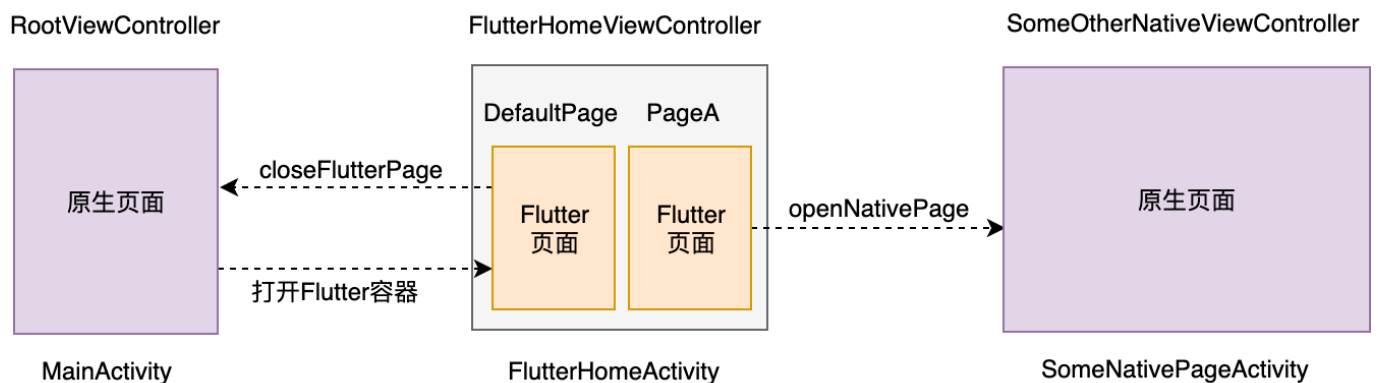 RootViewController
FlutterHomeViewController
SomeOtherNativeViewController
DefaultPage
PageA
closeFlutterPage
原生页面
Flutter
页面
Flutter
页面
openNativePage
原生页面
打开Flutter容器
MainActivity
FlutterHomeActivity
SomeNativePageActivity